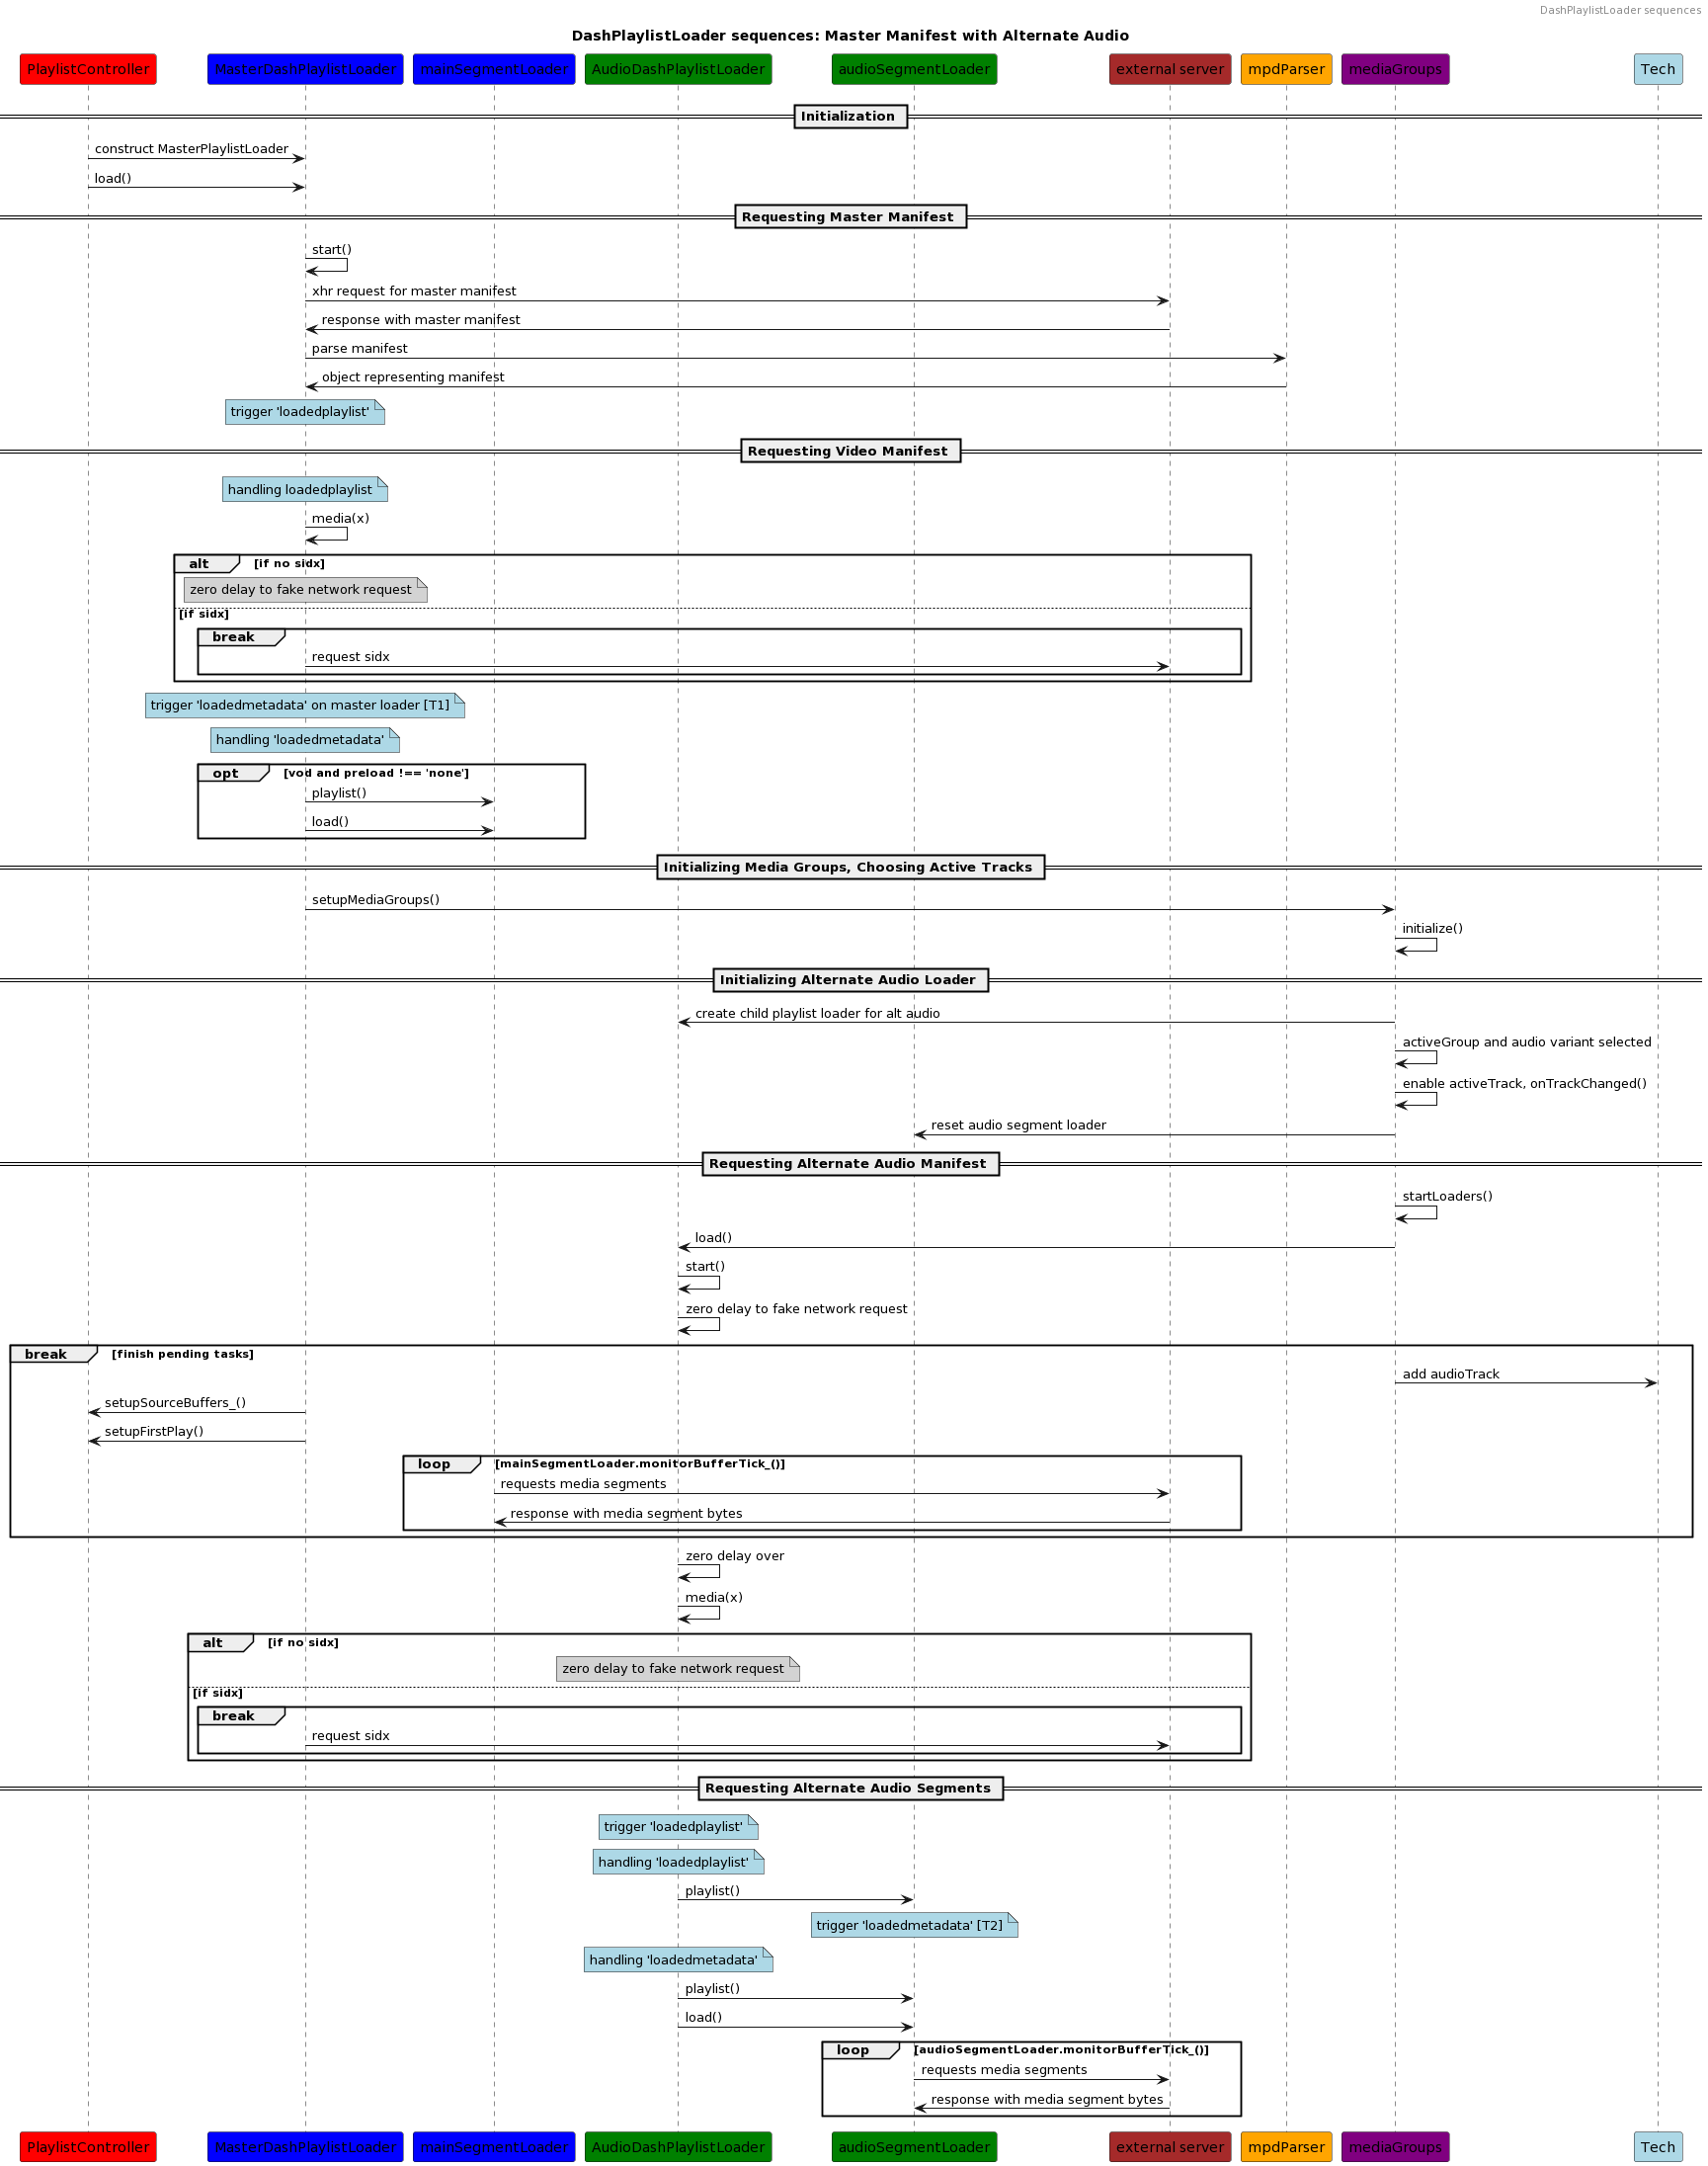 DashPlaylistLoader sequences
DashPlaylistLoader sequences: Master Manifest with Alternate Audio
PlaylistController
MasterDashPlaylistLoader
mainSegmentLoader
AudioDashPlaylistLoader
audioSegmentLoader
external server
mpdParser
mediaGroups
Tech
Initialization
construct MasterPlaylistLoader
load()
Requesting Master Manifest
start()
xhr request for master manifest
response with master manifest
parse manifest
object representing manifest
trigger 'loadedplaylist'
Requesting Video Manifest
handling loadedplaylist
media(x)
alt [if no sidx]
zero delay to fake network request
[if sidx]
break
request sidx
trigger 'loadedmetadata' on master loader [T1]
handling 'loadedmetadata'
opt [vod and preload !== 'none']
playlist()
load()
Initializing Media Groups, Choosing Active Tracks
setupMediaGroups()
initialize()
Initializing Alternate Audio Loader
create child playlist loader for alt audio
activeGroup and audio variant selected
enable activeTrack, onTrackChanged()
reset audio segment loader
Requesting Alternate Audio Manifest
startLoaders()
load()
start()
zero delay to fake network request
break [finish pending tasks]
add audioTrack
setupSourceBuffers_()
setupFirstPlay()
loop [mainSegmentLoader.monitorBufferTick_()]
requests media segments
response with media segment bytes
zero delay over
media(x)
alt [if no sidx]
zero delay to fake network request
[if sidx]
break
request sidx
Requesting Alternate Audio Segments
trigger 'loadedplaylist'
handling 'loadedplaylist'
playlist()
trigger 'loadedmetadata' [T2]
handling 'loadedmetadata'
playlist()
load()
loop [audioSegmentLoader.monitorBufferTick_()]
requests media segments
response with media segment bytes
PlaylistController
MasterDashPlaylistLoader
mainSegmentLoader
AudioDashPlaylistLoader
audioSegmentLoader
external server
mpdParser
mediaGroups
Tech